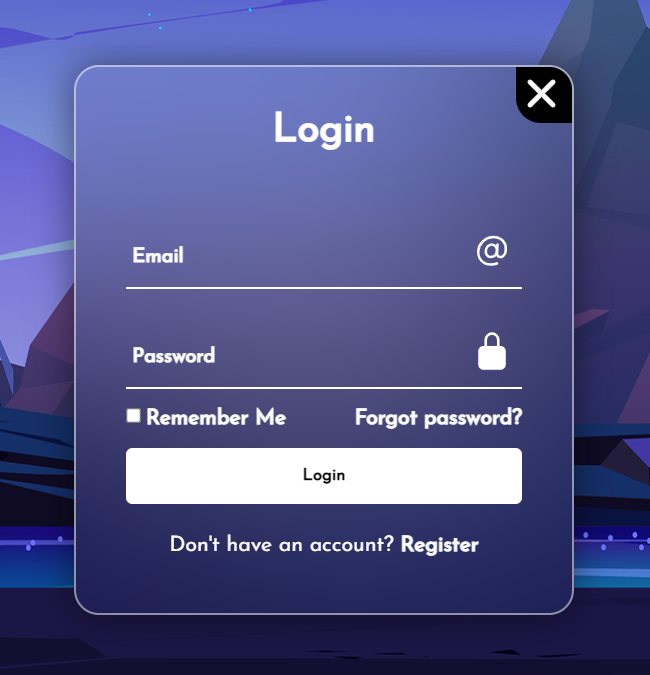 Login
Email @
Password
Remember Me Forgot password?
Login
Don't have an account? Register